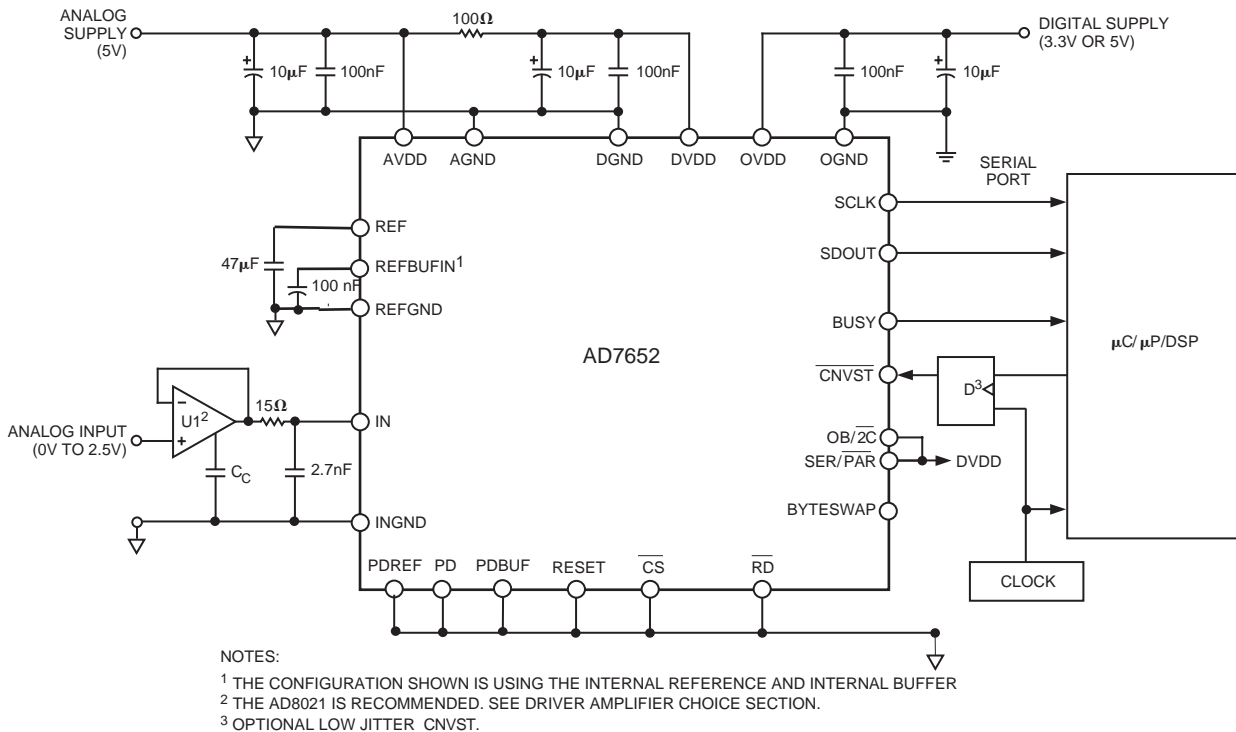 ANALOG
SUPPLY
(5V)
100Ω
DIGITAL SUPPLY
(3.3V OR 5V)
+
10µF
100nF
+
10µF
100nF
100nF
+
10µF
AVDD
AGND
DGND
DVDD
OVDD
OGND
SERIAL
PORT
SCLK
REF
47µF
REFBUFIN1
100 nF
REFGND
SDOUT
BUSY
AD7652
µC/µP/DSP
CNVST
D3
−
U12
+
15Ω
IN
ANALOG INPUT
(0V TO 2.5V)
CC
2.7nF
OB/2C
SER/PAR
DVDD
BYTESWAP
INGND
PDREF
PD
PDBUF
RESET
CS
RD
CLOCK
NOTES:
1 THE CONFIGURATION SHOWN IS USING THE INTERNAL REFERENCE AND INTERNAL BUFFER
2 THE AD8021 IS RECOMMENDED. SEE DRIVER AMPLIFIER CHOICE SECTION.
3 OPTIONAL LOW JITTER CNVST.